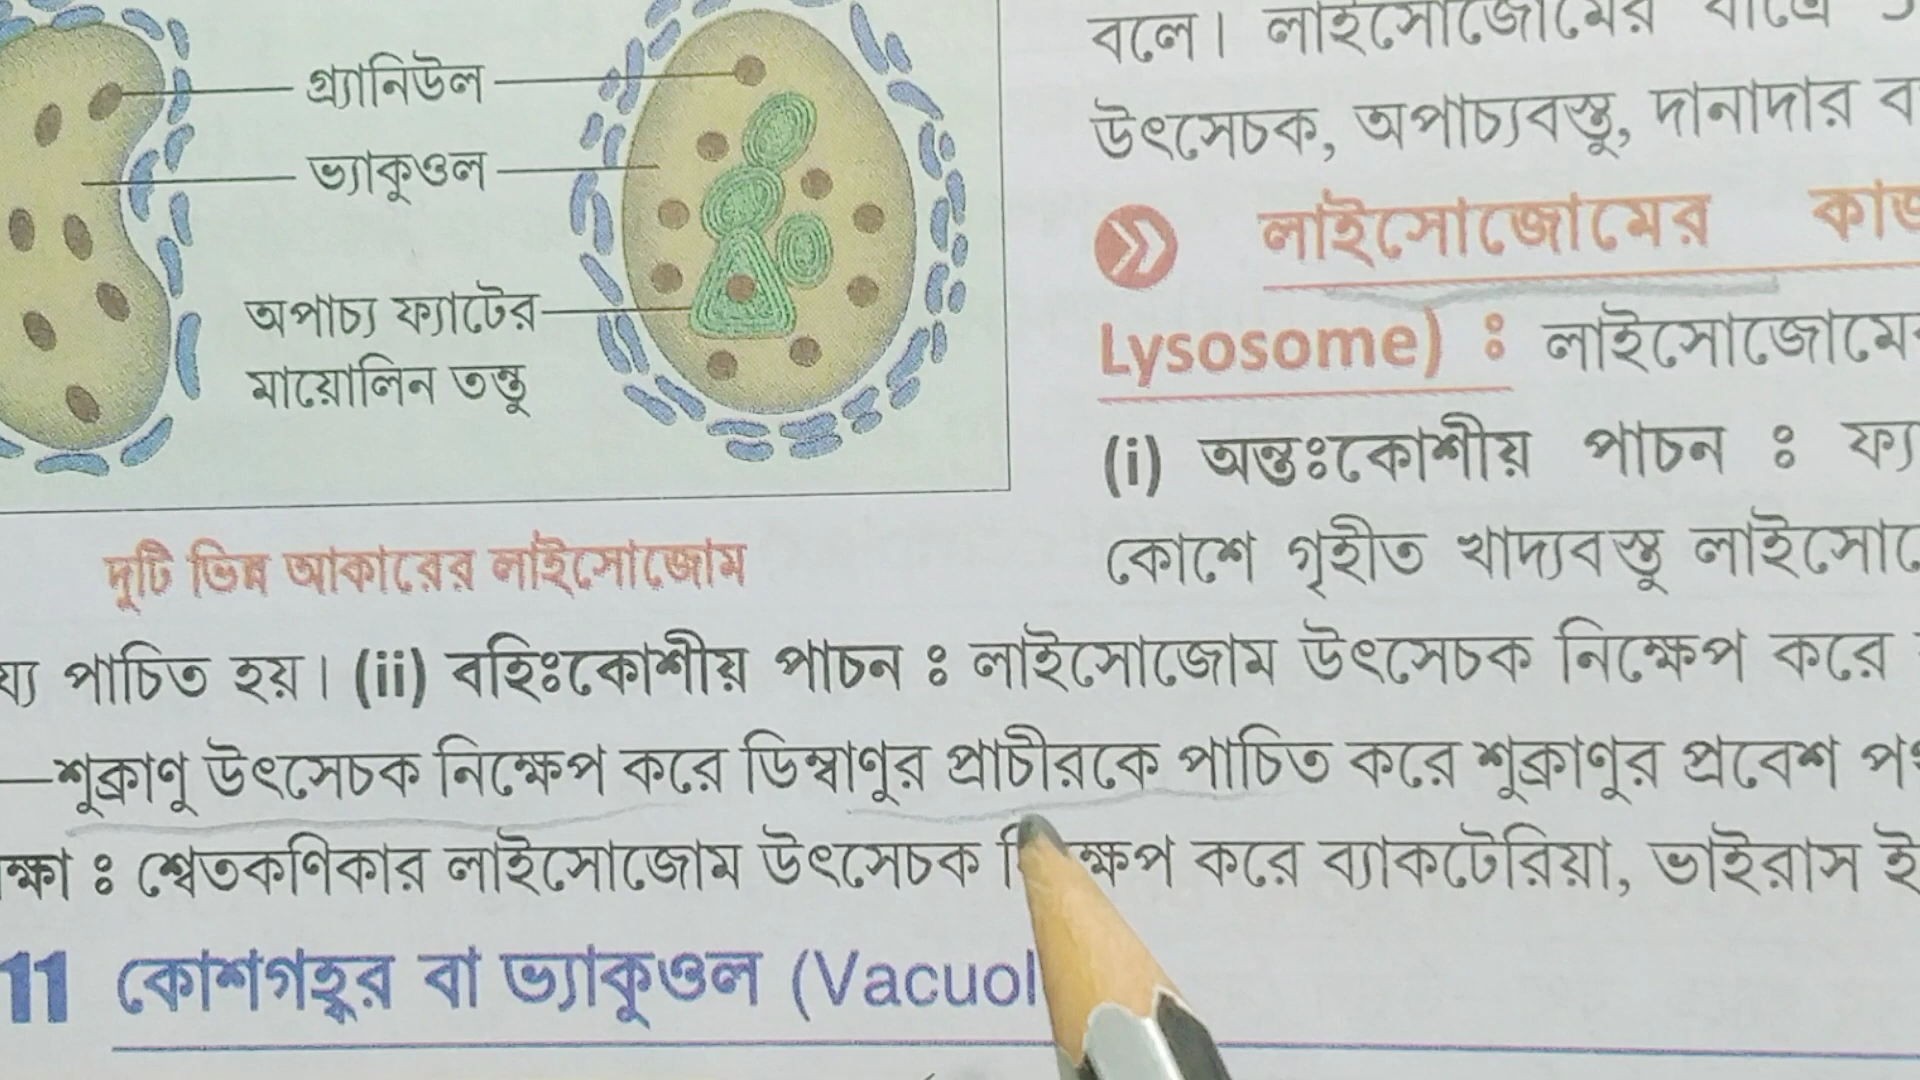 গ্র্যানিউল
ভ্যাকুওল
অপাচ্য ফ্যাটের
মায়োলিন তন্তু
দুটি ভিন্ন আকারের লাইসোজোম
বলে। লাইসোজোমের
উৎসেচক, অপাচ্যবস্তু, দানাদার
লাইসোজোমের
Lysosome) ঃ
(i) অন্তঃকোশীয় পাচন ঃ
কোশে গৃহীত খাদ্যবস্তু
পাচিত হয়। (ii) বহিঃকোশীয় পাচন ঃ লাইসোজোম উৎসেচক নিক্ষেপ করে
—শুক্রাণু উৎসেচক নিক্ষেপ করে ডিম্বাণুর প্রাচীরকে পাচিত করে শুক্রাণুর প্রবেশ
ঃ শ্বেতকণিকার লাইসোজোম উৎসেচক করে ব্যাকটেরিয়া, ভাইরাস
11 কোশগহ্বর বা ভ্যাকুওল (Vacuol